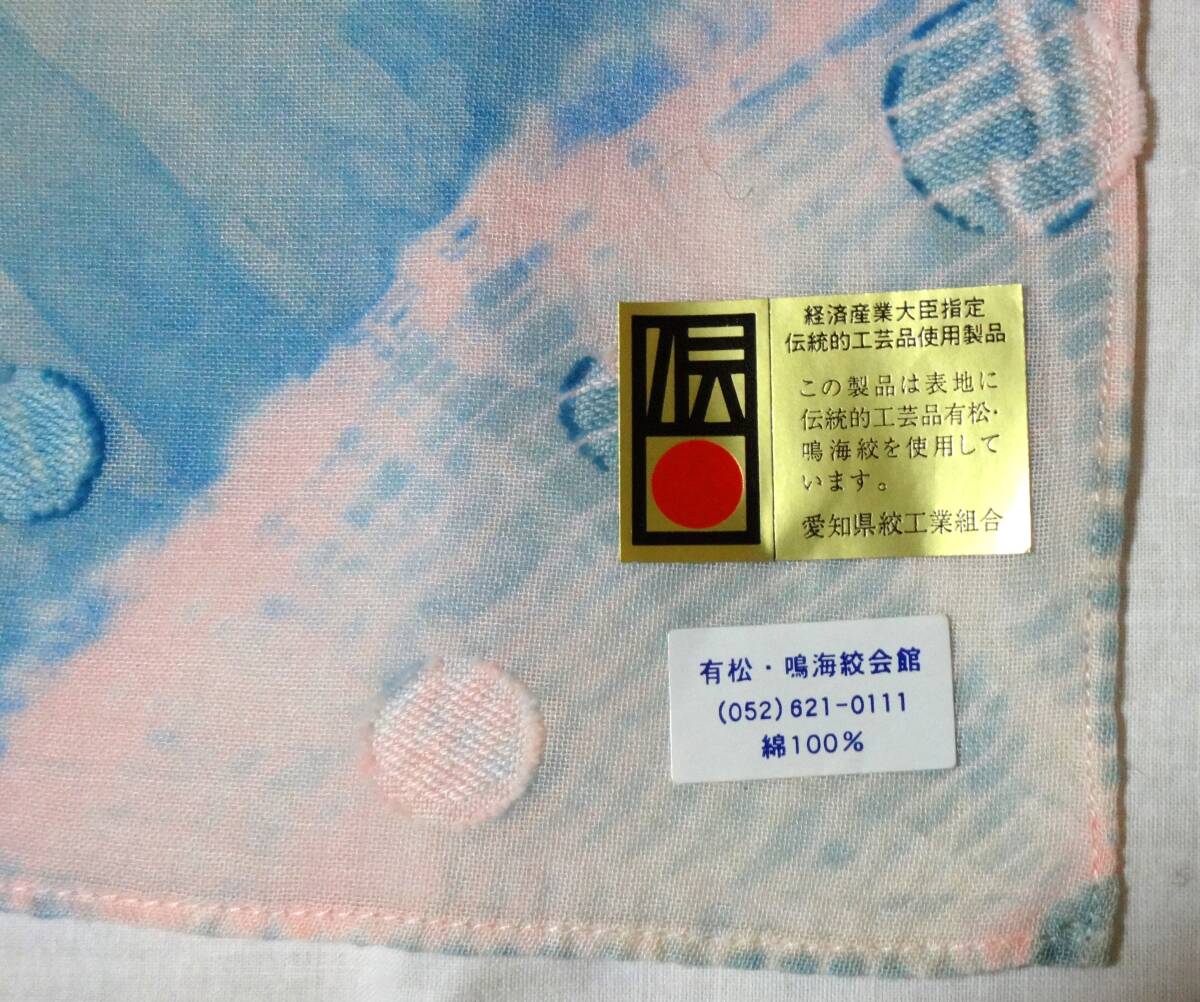 伝
経済産業大臣指定
伝統的工芸品使用製品
この製品は表地に
伝統的工芸品有松・
鳴海絞を使用して
います。
愛知県絞工業組合
有松・鳴海絞会館
(052)621-0111
綿100%